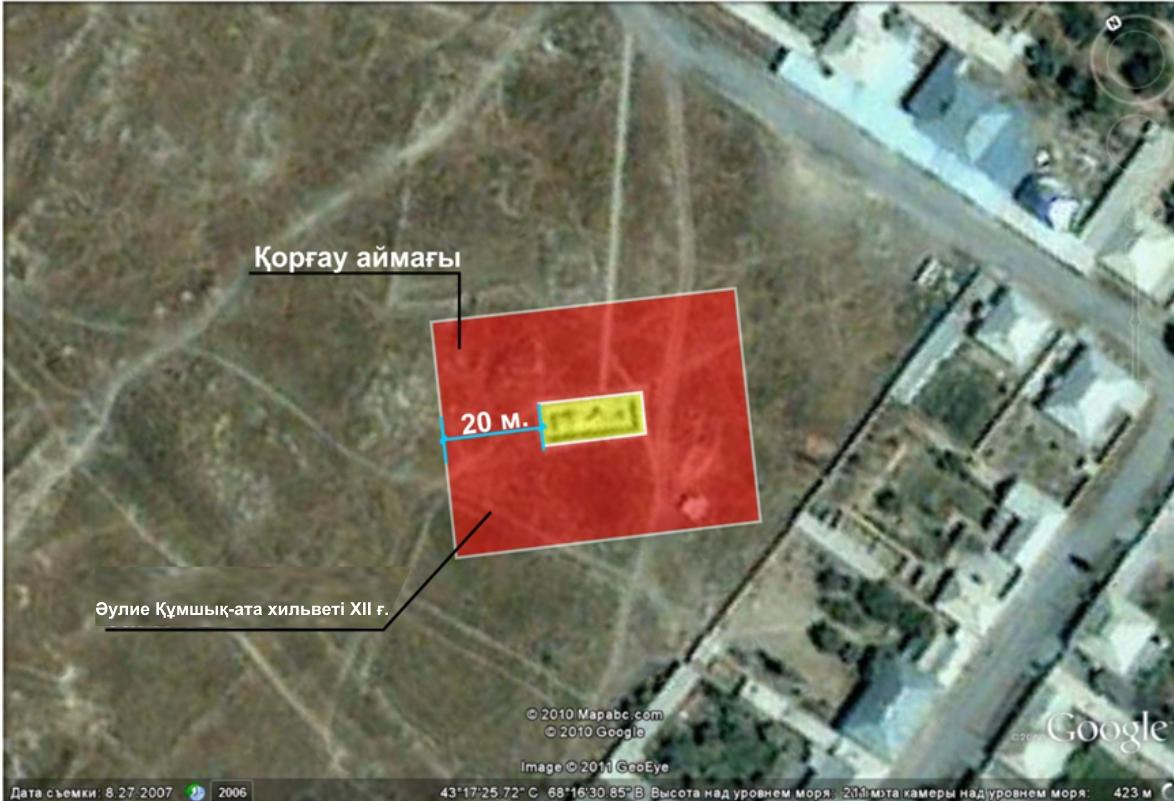 Қорғау аймағы
20 м.
Әулие Құмшық-ата хильветі XII ғ.
© 2010 Mapabc.com
© 2010 Google
Image © 2011 GeoEye
Google
Дата съемки: 8.27.2007 2006 43°17'25.72" С 68°16'30.85" В Высота над уровнем моря: 211 м камеры над уровнем моря: 423 м